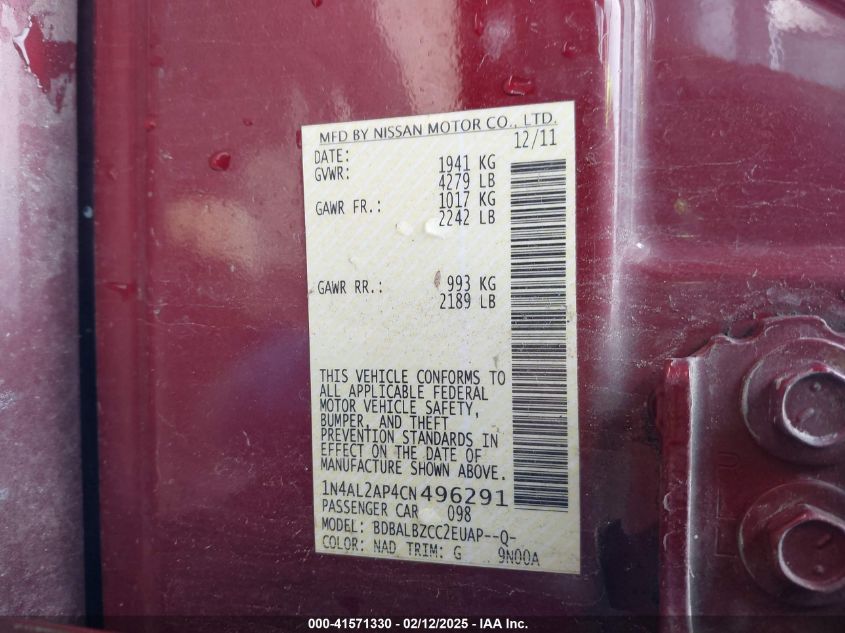 MFD BY NISSAN MOTOR CO., LTD.
DATE: 12/11
GVWR: 1941 KG
4279 LB
GAWR FR.: 1017 KG
2242 LB
GAWR RR.: 993 KG
2189 LB
THIS VEHICLE CONFORMS TO
ALL APPLICABLE FEDERAL
MOTOR VEHICLE SAFETY,
BUMPER, AND THEFT
PREVENTION STANDARDS IN
EFFECT ON THE DATE OF
MANUFACTURE SHOWN ABOVE.
1N4AL2AP4CN496291
PASSENGER CAR 098
MODEL: BDBALBZCC2EUAP--Q-
COLOR: NAD TRIM: G 9N00A
000-41571330 - 02/12/2025 - IAA Inc.